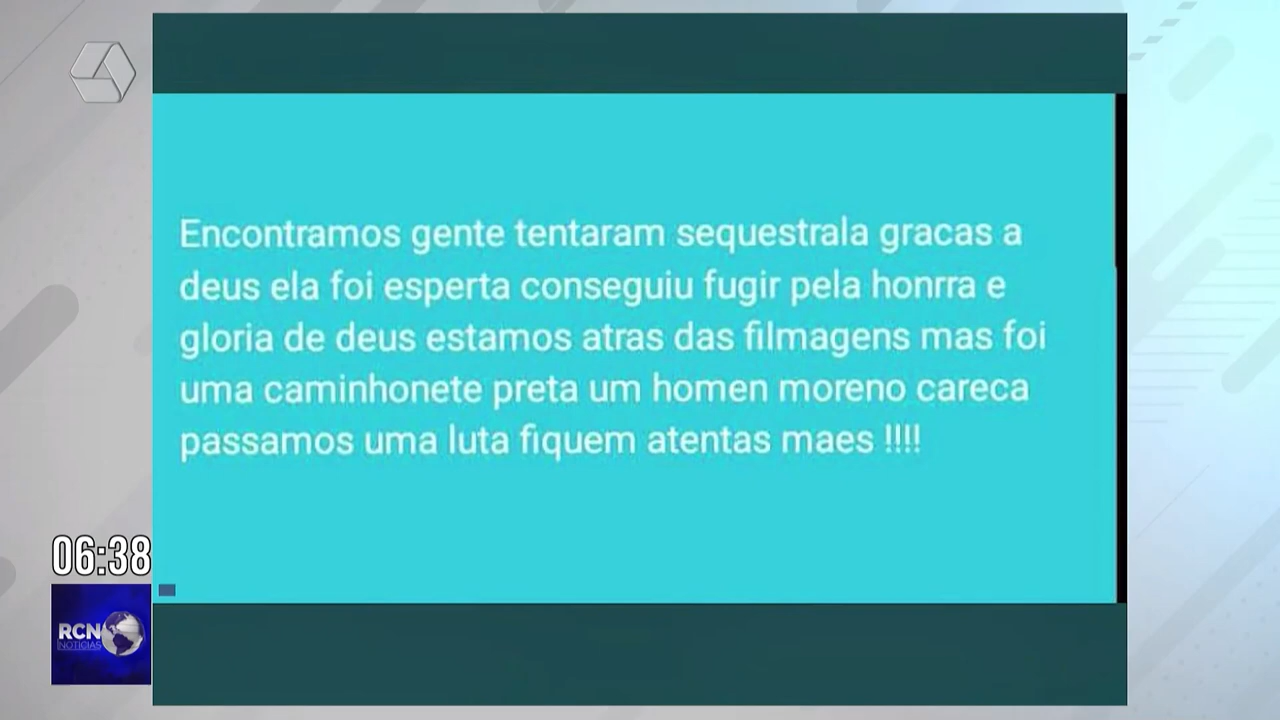 Encontramos gente tentaram sequestrala gracas a
deus ela foi esperta conseguiu fugir pela honrra e
gloria de deus estamos atras das filmagens mas foi
uma caminhonete preta um homen moreno careca
passamos uma luta fiquem atentas maes !!!!
06:38
RCN
NOTÍCIAS